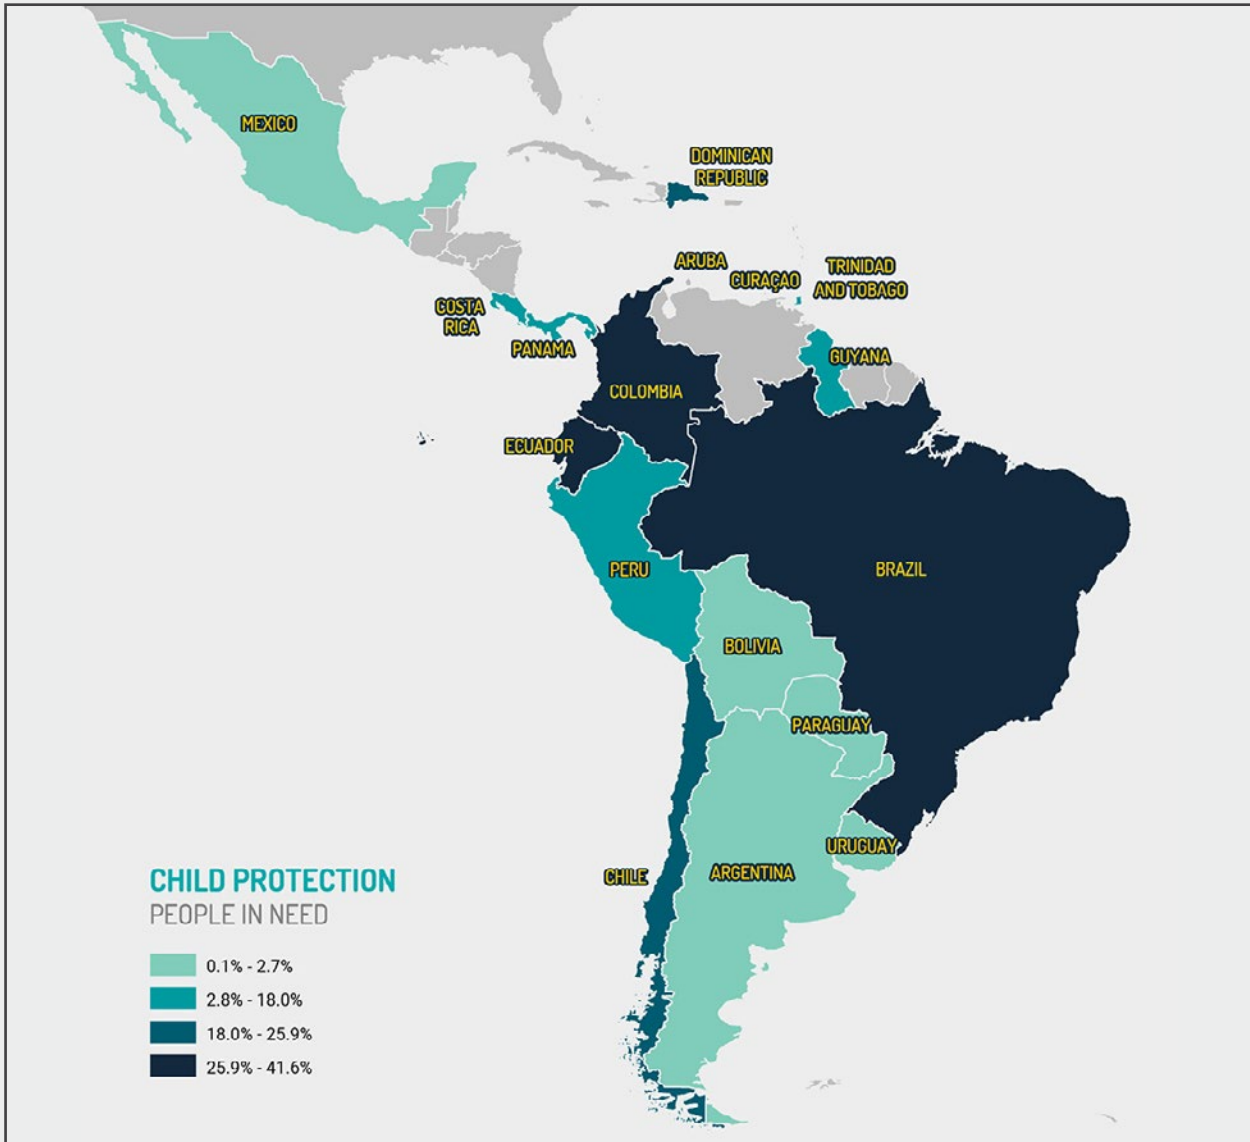 MEXICO
DOMINICAN
REPUBLIC
ARUBA
CURAÇAO
TRINIDAD
AND TOBAGO
COSTA
RICA
PANAMA
GUYANA
COLOMBIA
ECUADOR
PERU
BRAZIL
BOLIVIA
PARAGUAY
URUGUAY
CHILE
ARGENTINA
CHILD PROTECTION
PEOPLE IN NEED
0.1% - 2.7%
2.8% - 18.0%
18.0% - 25.9%
25.9% - 41.6%